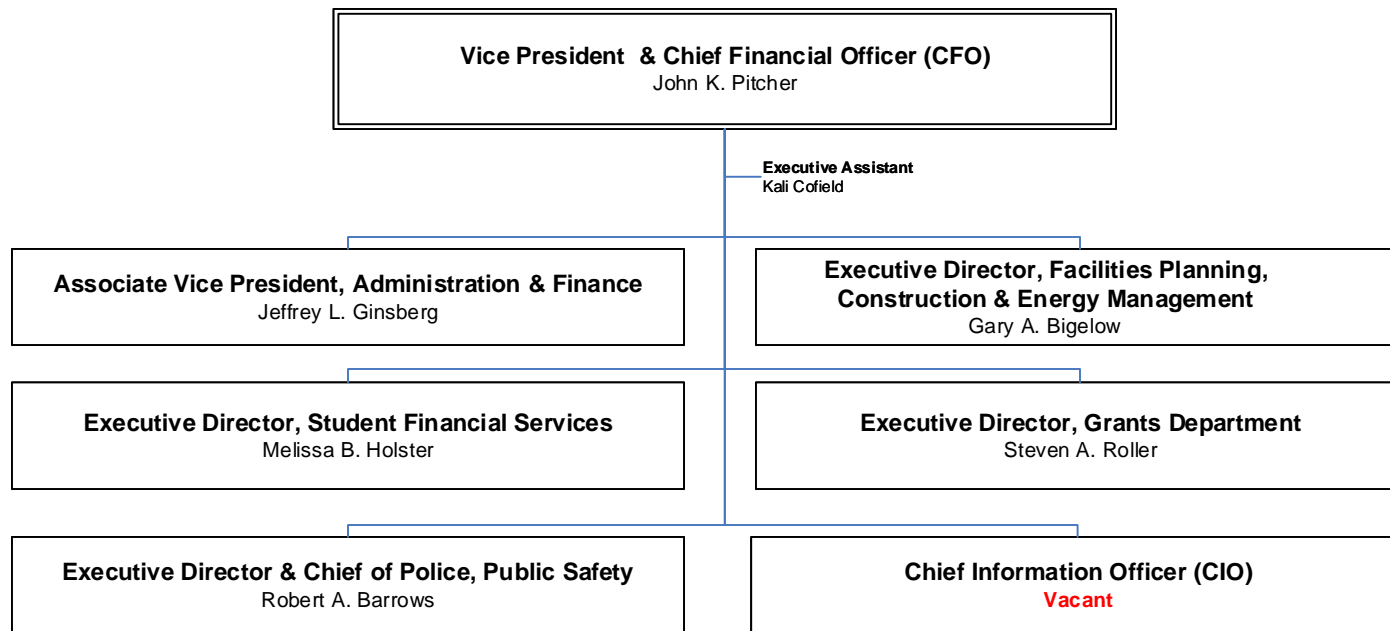 Vice President & Chief Financial Officer (CFO)
John K. Pitcher
Executive Assistant
Kali Cofield
Associate Vice President, Administration & Finance
Jeffrey L. Ginsberg
Executive Director, Facilities Planning,
Construction & Energy Management
Gary A. Bigelow
Executive Director, Student Financial Services
Melissa B. Holster
Executive Director, Grants Department
Steven A. Roller
Executive Director & Chief of Police, Public Safety
Robert A. Barrows
Chief Information Officer (CIO)
Vacant